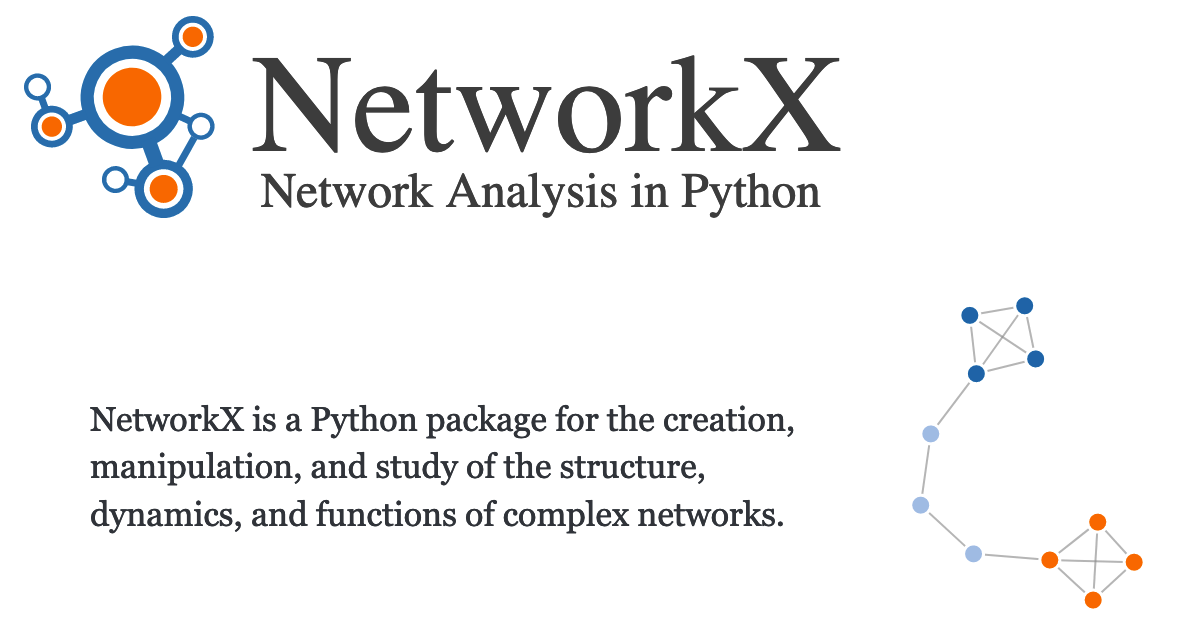 NetworkX
Network Analysis in Python
NetworkX is a Python package for the creation,
manipulation, and study of the structure,
dynamics, and functions of complex networks.